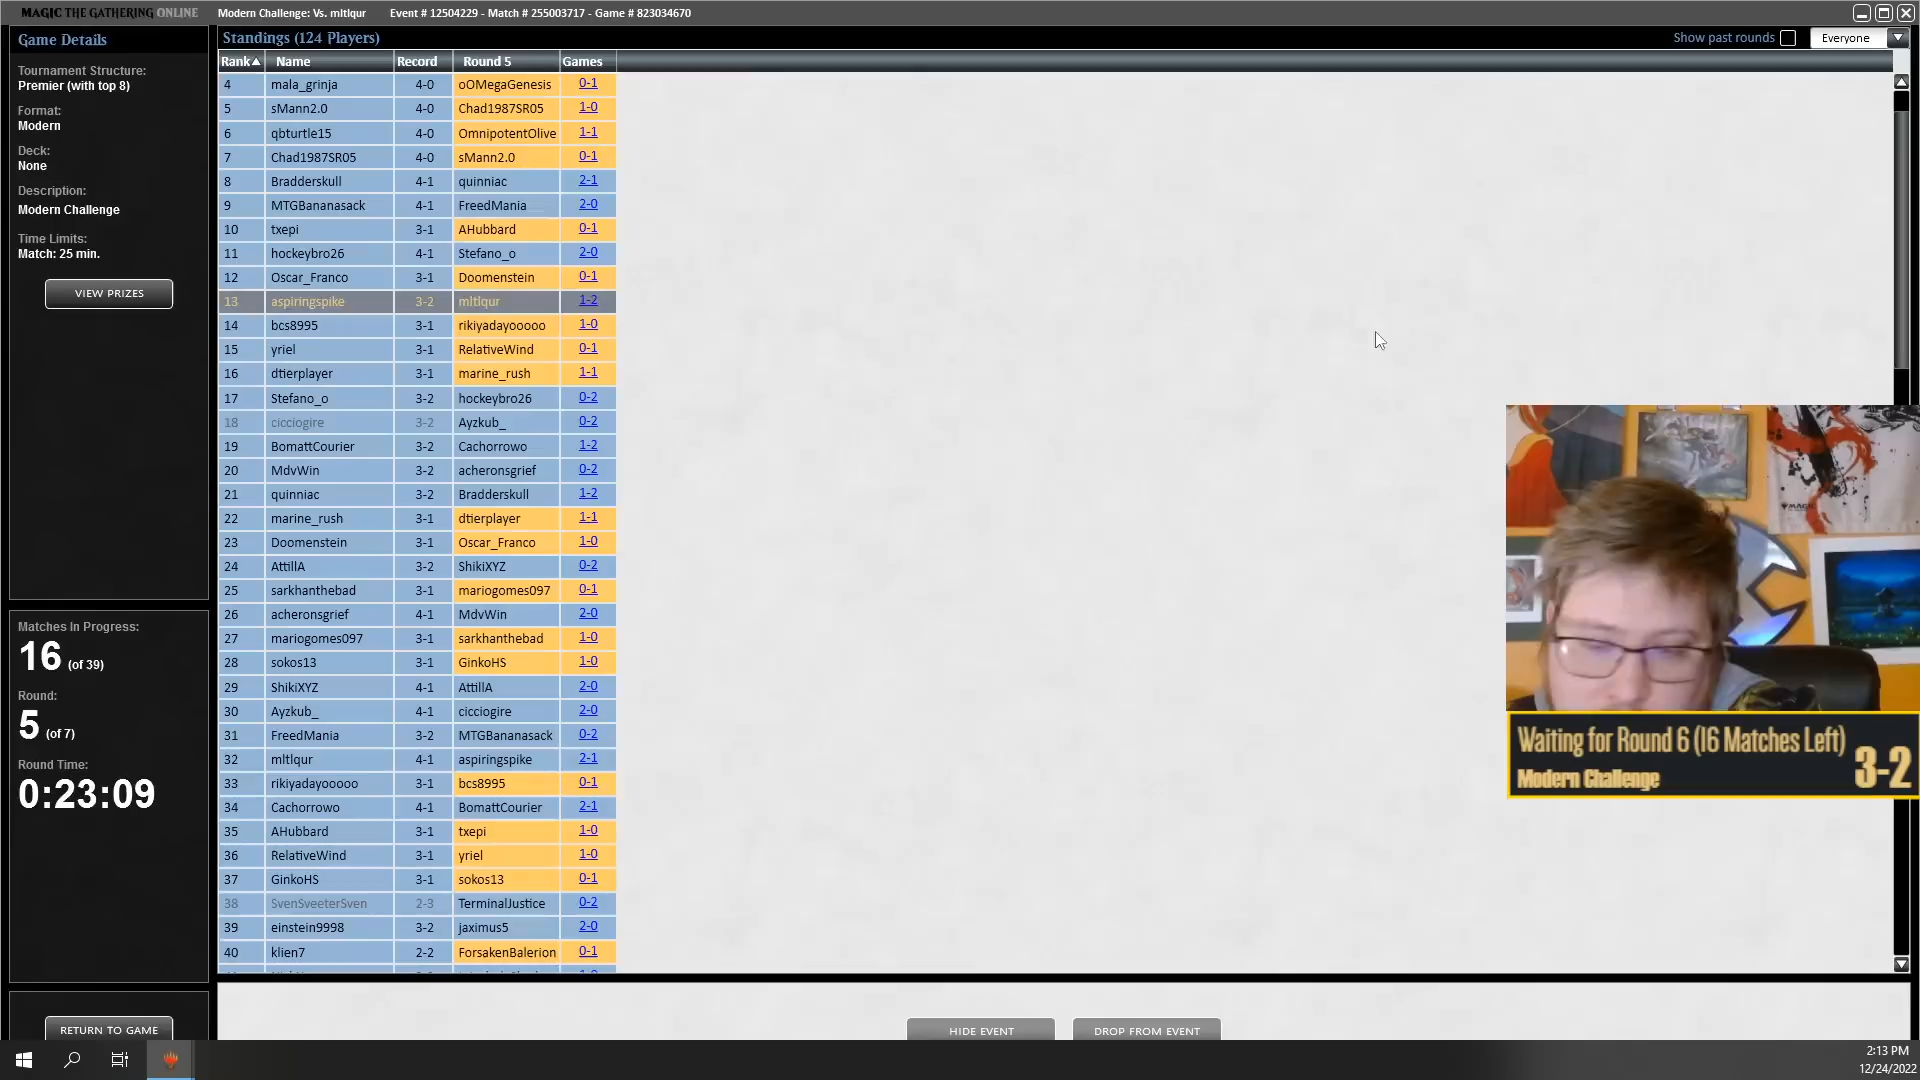 MAGIC THE GATHERING ONLINE
Modern Challenge: Vs. mltlqur Event # 12504229 - Match # 255003717 - Game # 823034670
Game Details
Tournament Structure:
Premier (with top 8)
Format:
Modern
Deck:
None
Description:
Modern Challenge
Time Limits:
Match: 25 min.
VIEW PRIZES
Matches In Progress:
16 (of 39)
Round:
5 (of 7)
Round Time:
0:23:09
RETURN TO GAME
Standings (124 Players)
Show past rounds
Everyone
Rank Name Record Round 5 Games
4 mala_grinja 4-0 oOMegaGenesis 0-1
5 sMann2.0 4-0 Chad1987SR05 1-0
6 qbturtle15 4-0 OmnipotentOlive 1-1
7 Chad1987SR05 4-0 sMann2.0 0-1
8 Bradderskull 4-1 quinniac 2-1
9 MTGBananasack 4-1 FreedMania 2-0
10 txepi 3-1 AHubbard 0-1
11 hockeybro26 4-1 Stefano_o 2-0
12 Oscar_Franco 3-1 Doomenstein 0-1
13 aspiringspike 3-2 mltlqur 1-2
14 bcs8995 3-1 rikiyadayooooo 1-0
15 yriel 3-1 RelativeWind 0-1
16 dtierplayer 3-1 marine_rush 1-1
17 Stefano_o 3-2 hockeybro26 0-2
18 cicciogire 3-2 Ayzkub_ 0-2
19 BomattCourier 3-2 Cachorrowo 1-2
20 MdvWin 3-2 acheronsgrief 0-2
21 quinniac 3-2 Bradderskull 1-2
22 marine_rush 3-1 dtierplayer 1-1
23 Doomenstein 3-1 Oscar_Franco 1-0
24 AttillA 3-2 ShikiXYZ 0-2
25 sarkhanthebad 3-1 mariogomes097 0-1
26 acheronsgrief 4-1 MdvWin 2-0
27 mariogomes097 3-1 sarkhanthebad 1-0
28 sokos13 3-1 GinkoHS 1-0
29 ShikiXYZ 4-1 AttillA 2-0
30 Ayzkub_ 4-1 cicciogire 2-0
31 FreedMania 3-2 MTGBananasack 0-2
32 mltlqur 4-1 aspiringspike 2-1
33 rikiyadayooooo 3-1 bcs8995 0-1
34 Cachorrowo 4-1 BomattCourier 2-1
35 AHubbard 3-1 txepi 1-0
36 RelativeWind 3-1 yriel 1-0
37 GinkoHS 3-1 sokos13 0-1
38 SvenSveeterSven 2-3 TerminalJustice 0-2
39 einstein9998 3-2 jaximus5 2-0
40 klien7 2-2 ForsakenBalerion 0-1
MAGIC
Waiting for Round 6 (16 Matches Left)
Modern Challenge
3-2
HIDE EVENT
DROP FROM EVENT
2:13 PM
12/24/2022